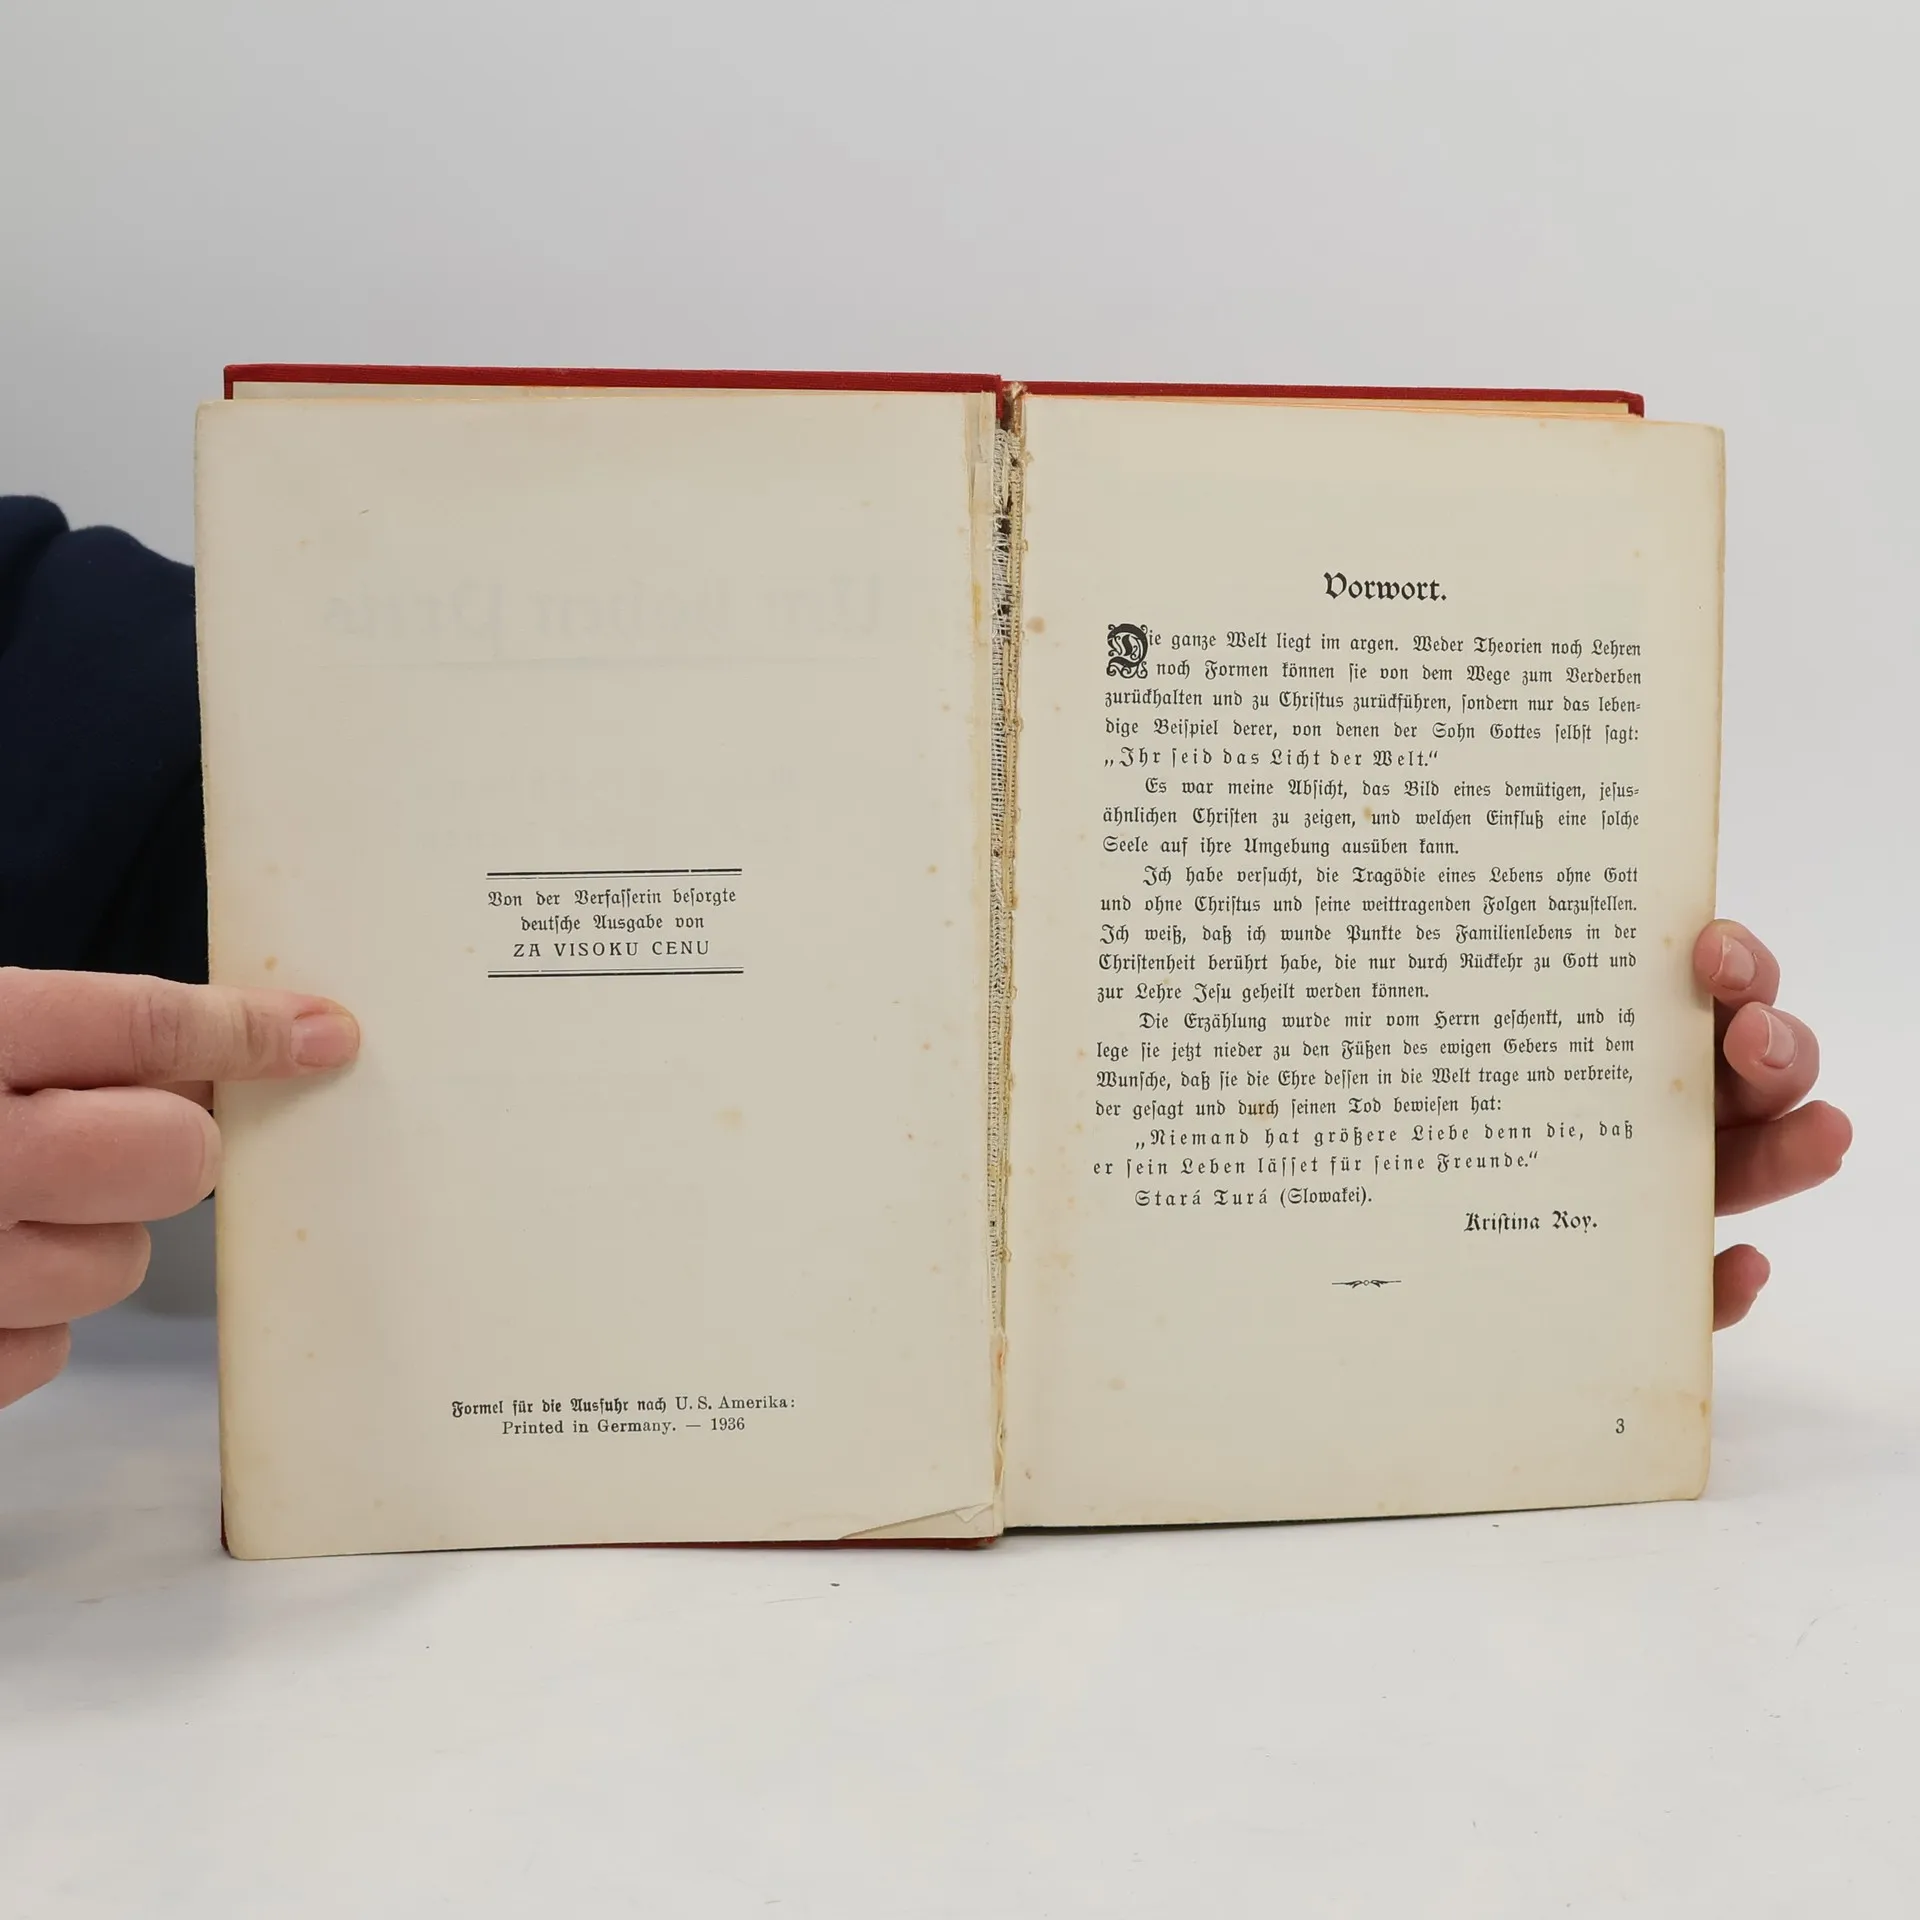 Von der Verfasserin besorgte
deutsche Ausgabe von
ZA VISOKU CENU
Formel für die Ausfuhr nach U. S. Amerika:
Printed in Germany. — 1936
Vorwort.
Die ganze Welt liegt im argen. Weder Theorien noch Lehren
noch Formen können sie von dem Wege zum Verderben
zurückhalten und zu Christus zurückführen, sondern nur das leben-
dige Beispiel derer, von denen der Sohn Gottes selbst sagt:
„Ihr seid das Licht der Welt.“
Es war meine Absicht, das Bild eines demütigen, jesus-
ähnlichen Christen zu zeigen, und welchen Einfluß eine solche
Seele auf ihre Umgebung ausüben kann.
Ich habe versucht, die Tragödie eines Lebens ohne Gott
und ohne Christus und seine weittragenden Folgen darzustellen.
Ich weiß, daß ich wunde Punkte des Familienlebens in der
Christenheit berührt habe, die nur durch Rückkehr zu Gott und
zur Lehre Jesu geheilt werden können.
Die Erzählung wurde mir vom Herrn geschenkt, und ich
lege sie jetzt nieder zu den Füßen des ewigen Gebers mit dem
Wunsche, daß sie die Ehre dessen in die Welt trage und verbreite,
der gesagt und durch seinen Tod bewiesen hat:
„Niemand hat größere Liebe denn die, daß
er sein Leben lässet für seine Freunde.“
Stará Turá (Slowakei).
Kristina Roy.
3